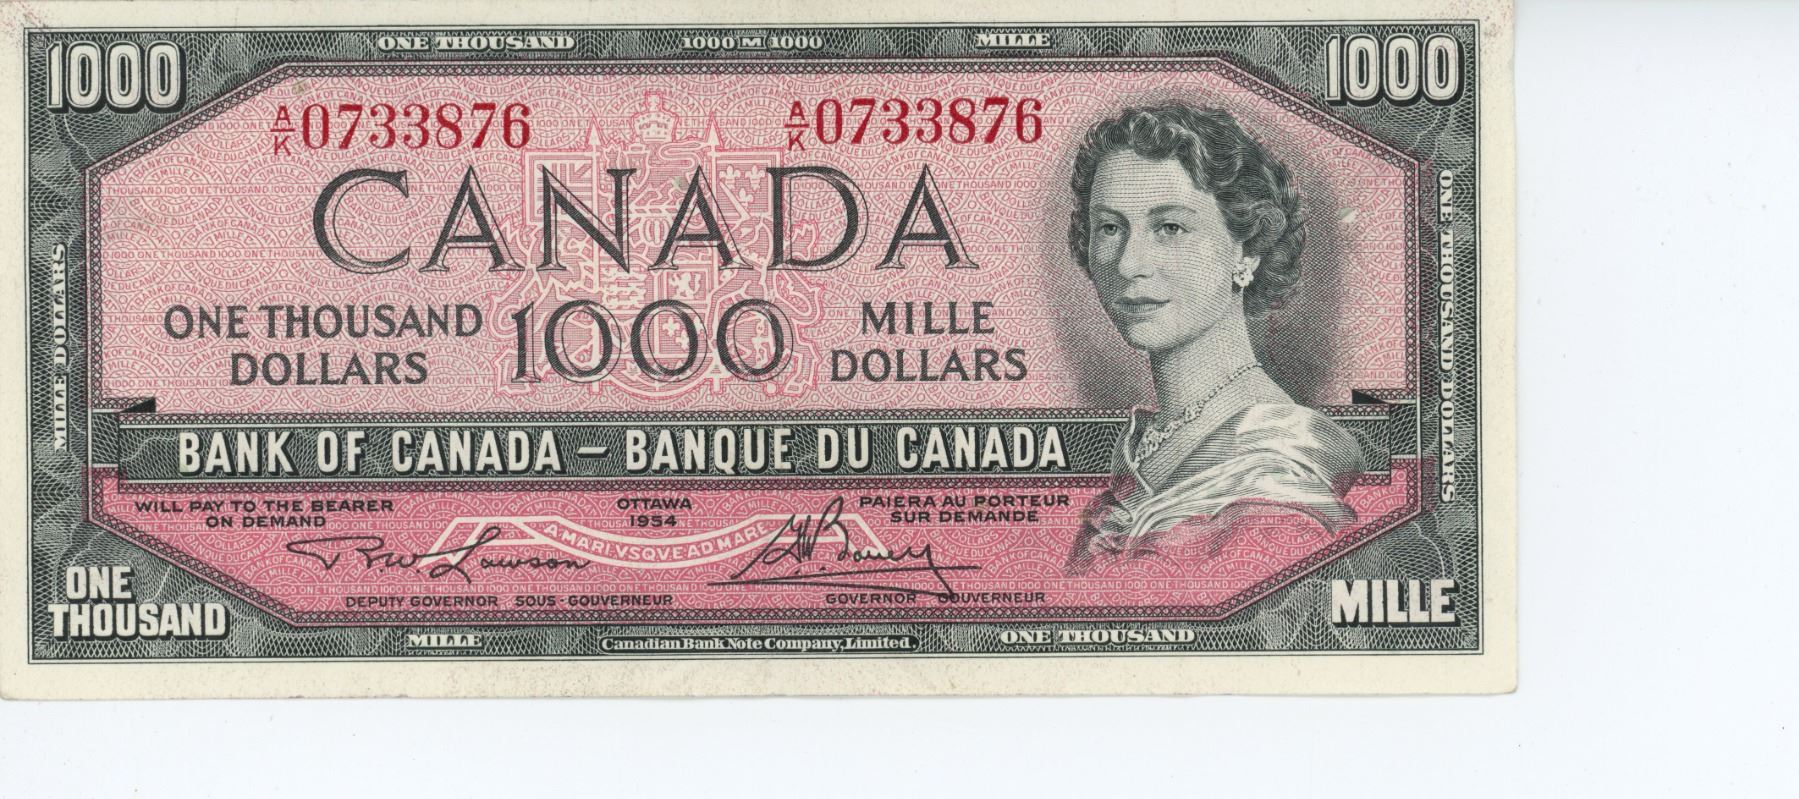 ONE THOUSAND 1000 M 1000 MILLE
1000 1000
A/K 0733876 A/K 0733876
CANADA
ONE THOUSAND DOLLARS
1000
MILLE DOLLARS
MILLE DOLLARS
ONE THOUSAND DOLLARS
BANK OF CANADA – BANQUE DU CANADA
WILL PAY TO THE BEARER
ON DEMAND
OTTAWA
1954
PAIERA AU PORTEUR
SUR DEMANDE
A·MARI·VSQVE·AD·MARE
R.W. Lawson
DEPUTY GOVERNOR SOUS-GOUVERNEUR
GOVERNOR GOUVERNEUR
ONE
THOUSAND
MILLE
MILLE Canadian Bank Note Company, Limited. ONE THOUSAND